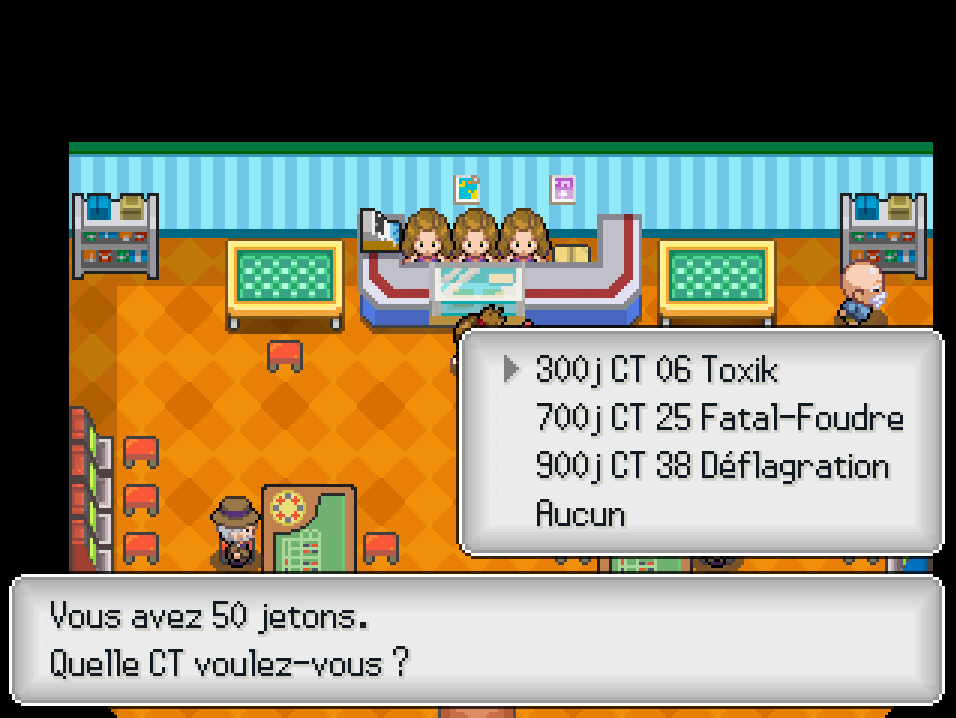 300j CT 06 Toxik
700j CT 25 Fatal-Foudre
900j CT 38 Déflagration
Aucun
Vous avez 50 jetons.
Quelle CT voulez-vous ?